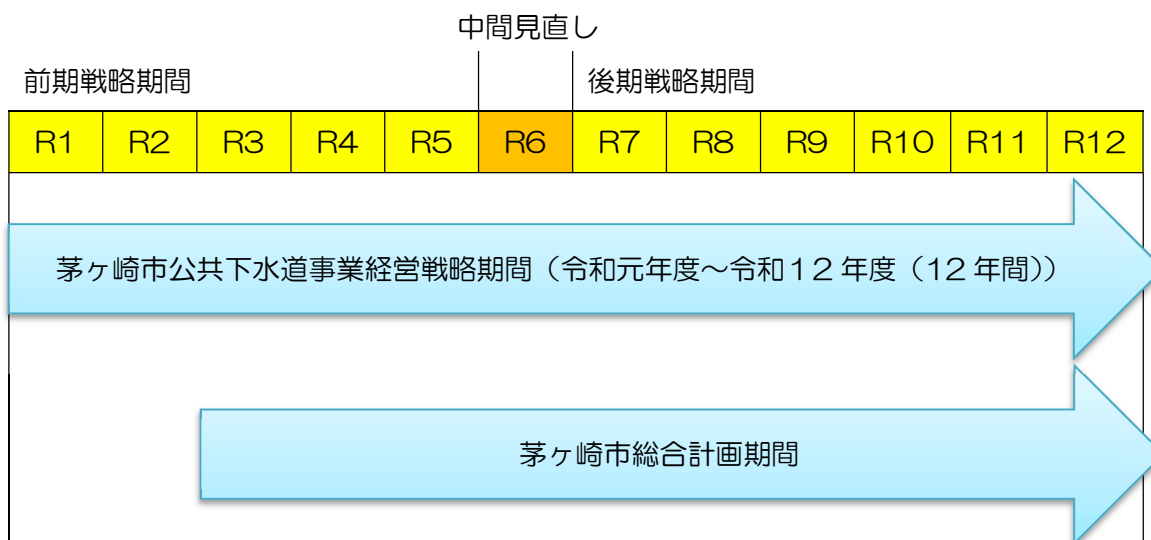 中間見直し
前期戦略期間
後期戦略期間
R1 R2 R3 R4 R5 R6 R7 R8 R9 R10 R11 R12
茅ヶ崎市公共下水道事業経営戦略期間（令和元年度～令和１２年度（12年間））
茅ヶ崎市総合計画期間